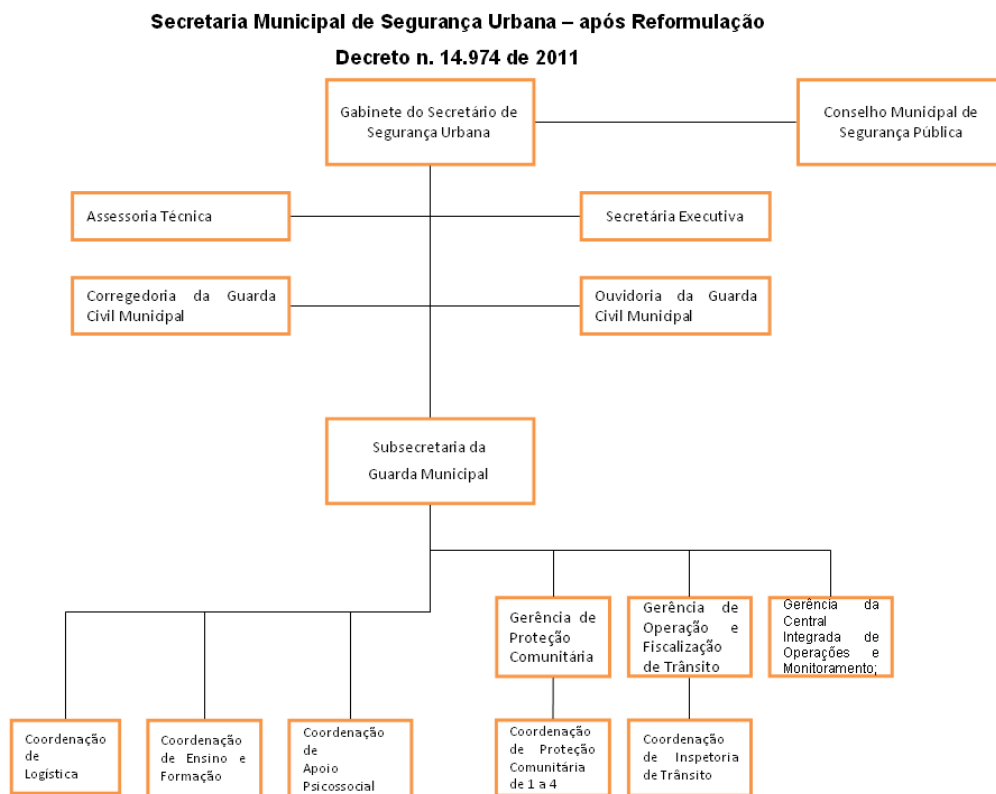 Secretaria Municipal de Segurança Urbana – após Reformulação
Decreto n. 14.974 de 2011
Gabinete do Secretário de
Segurança Urbana
Conselho Municipal de
Segurança Pública
Assessoria Técnica
Secretária Executiva
Corregedoria da Guarda
Civil Municipal
Ouvidoria da Guarda
Civil Municipal
Subsecretaria da
Guarda Municipal
Gerência de
Proteção
Comunitária
Gerência de
Operação e
Fiscalização
de Trânsito
Gerência da
Central
Integrada de
Operações e
Monitoramento;
Coordenação
de
Logística
Coordenação
de Ensino e
Formação
Coordenação
de
Apoio
Psicossocial
Coordenação
de Proteção
Comunitária
de 1 a 4
Coordenação
de Inspetoria
de Trânsito